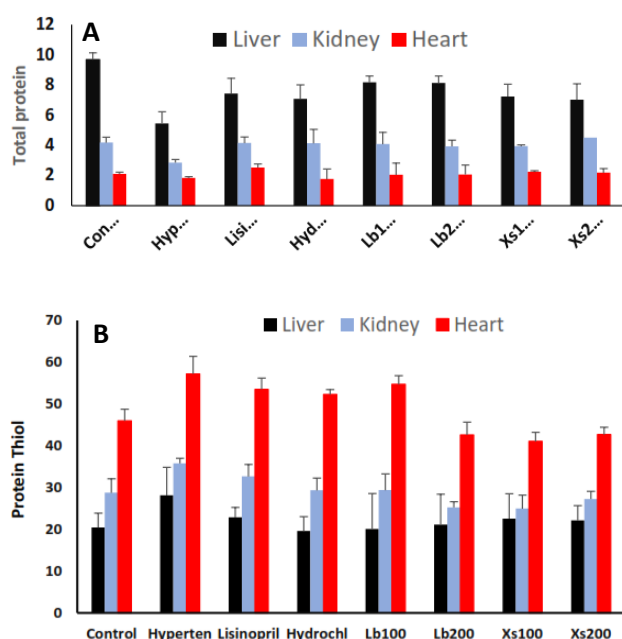 A
Liver Kidney Heart
Total protein
12
10
8
6
4
2
0
Con... Hyp... Lisi... Hyd... Lb1... Lb2... Xs1... Xs2...
B
Liver Kidney Heart
Protein Thiol
70
60
50
40
30
20
10
0
Control Hyperten Lisinopril Hydrochl Lb100 Lb200 Xs100 Xs200